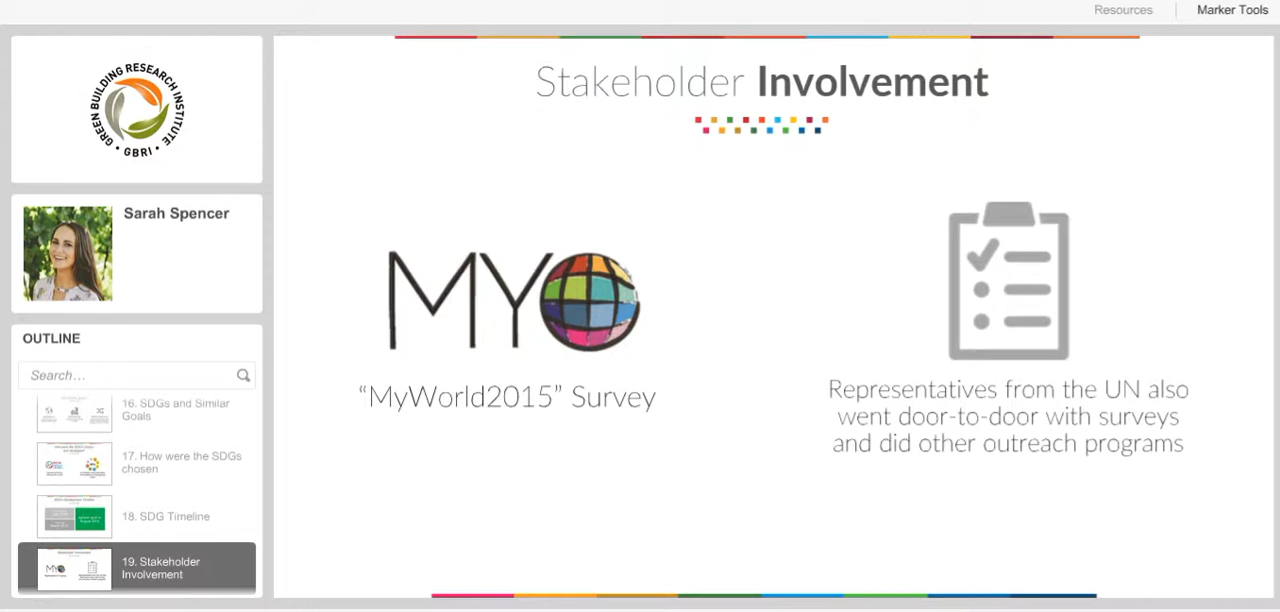 Resources
Marker Tools
GREEN BUILDING RESEARCH INSTITUTE
• GBRI •
Sarah Spencer
OUTLINE
Search...
16. SDGs and Similar
Goals
17. How were the SDGs
chosen
18. SDG Timeline
19. Stakeholder
Involvement
Stakeholder Involvement
MY
“MyWorld2015” Survey
Representatives from the UN also
went door-to-door with surveys
and did other outreach programs